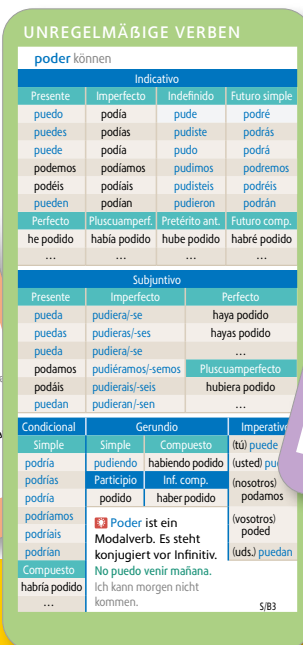 UNREGELMÄßIGE VERBEN
poder können
Indicativo
Presente Imperfecto Indefinido Futuro simple
puedo podía pude podré
puedes podías pudiste podrás
puede podía pudo podrá
podemos podíamos pudimos podremos
podéis podíais pudisteis podréis
pueden podían pudieron podrán
Perfecto Pluscuamperf. Pretérito ant. Futuro comp.
he podido había podido hube podido habré podido
… … … …
Subjuntivo
Presente Imperfecto Perfecto
pueda pudiera/-se haya podido
puedas pudieras/-ses hayas podido
pueda pudiera/-se …
podamos pudiéramos/-semos Pluscuamperfecto
podáis pudierais/-seis hubiera podido
puedan pudieran/-sen …
Condicional
Simple
podría
podrías
podría
podríamos
podríais
podrían
Compuesto
habría podido
…
Gerundio
Simple Compuesto
pudiendo habiendo podido
Participio Inf. comp.
podido haber podido
Poder ist ein
Modalverb. Es steht
konjugiert vor Infinitiv.
No puedo venir mañana.
Ich kann morgen nicht
kommen.
Imperativo
(tú) puede
(usted)
(nosotros)
podamos
(vosotros)
poded
(uds.) puedan
S/B3